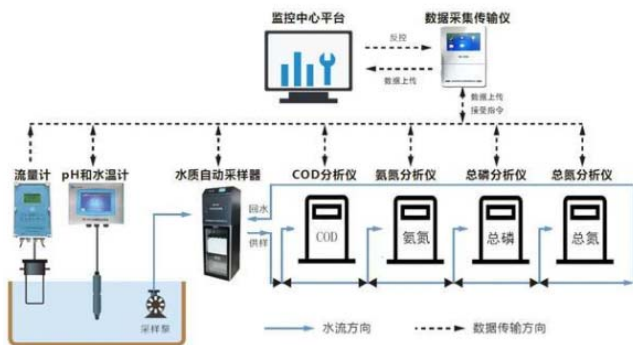 监控中心平台
数据采集传输仪
反控
数据上传
数据上传
接受指令
流量计
pH和水温计
水质自动采样器
COD分析仪
氨氮分析仪
总磷分析仪
总氮分析仪
回水
供样
COD
氨氮
总磷
总氮
采样泵
水流方向
数据传输方向